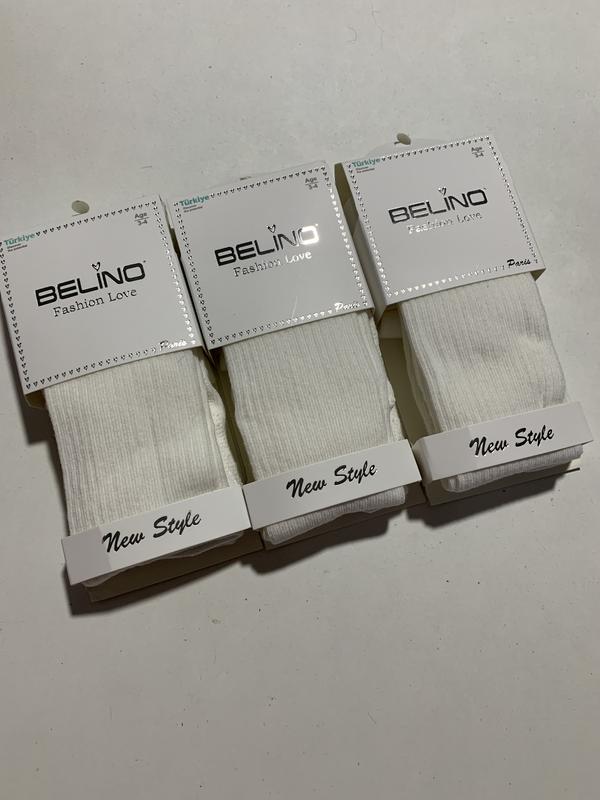 Türkiye
Age
3-4
BELINO
Fashion Love
Paris
New Style
Türkiye
Age
3-4
BELINO
Fashion Love
Paris
New Style
Türkiye
Age
3-4
BELINO
Fashion Love
Paris
New Style